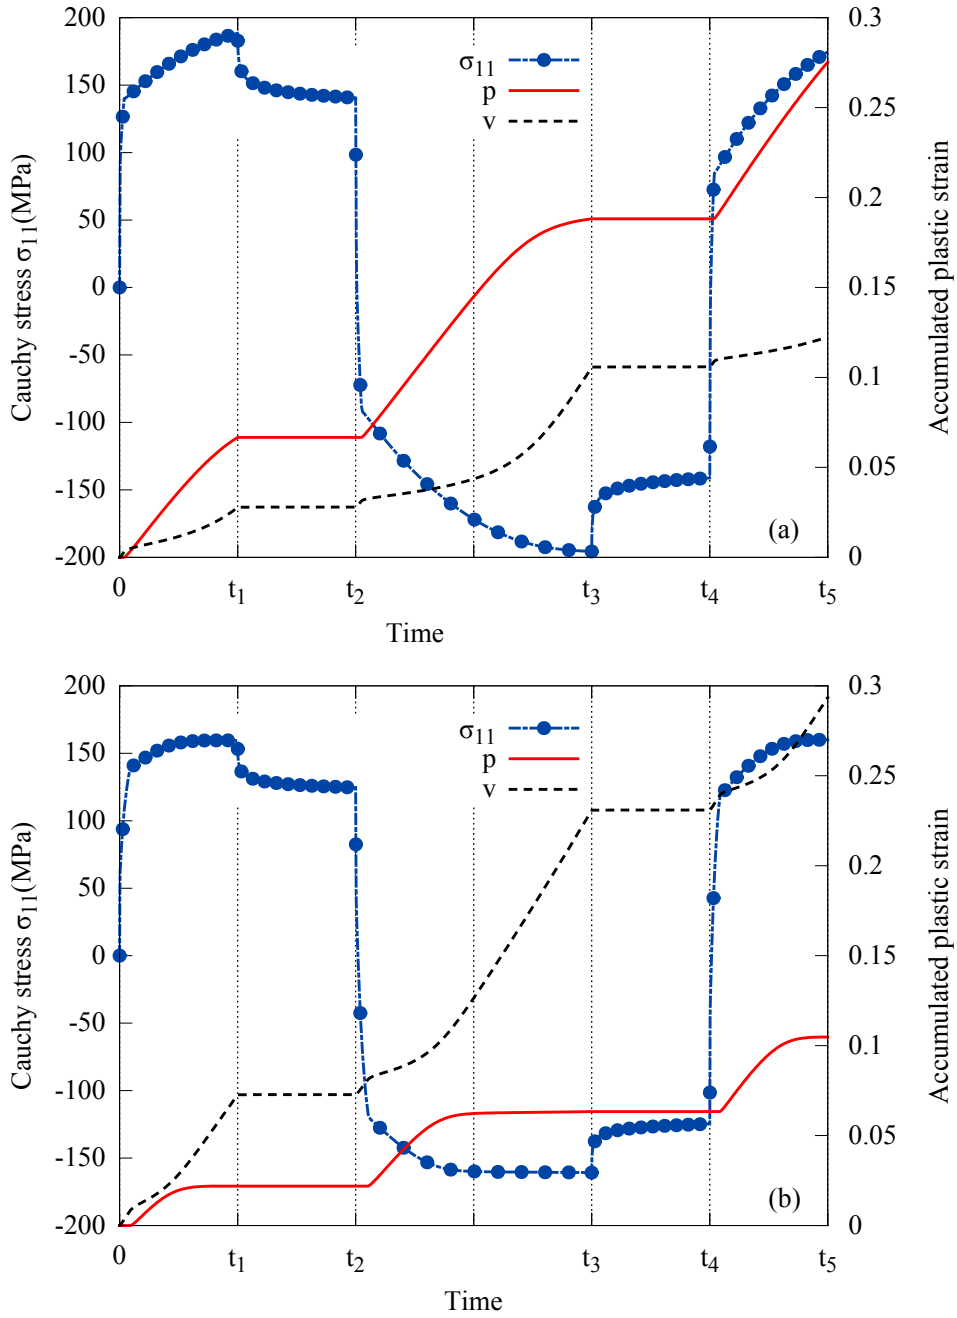 200
150
100
50
0
-50
-100
-150
-200
Cauchy stress σ11(MPa)
σ11
p
v
0.3
0.25
0.2
0.15
0.1
0.05
0
Accumulated plastic strain
(a)
0 t1 t2 t3 t4 t5
Time
200
150
100
50
0
-50
-100
-150
-200
Cauchy stress σ11(MPa)
σ11
p
v
0.3
0.25
0.2
0.15
0.1
0.05
0
Accumulated plastic strain
(b)
0 t1 t2 t3 t4 t5
Time